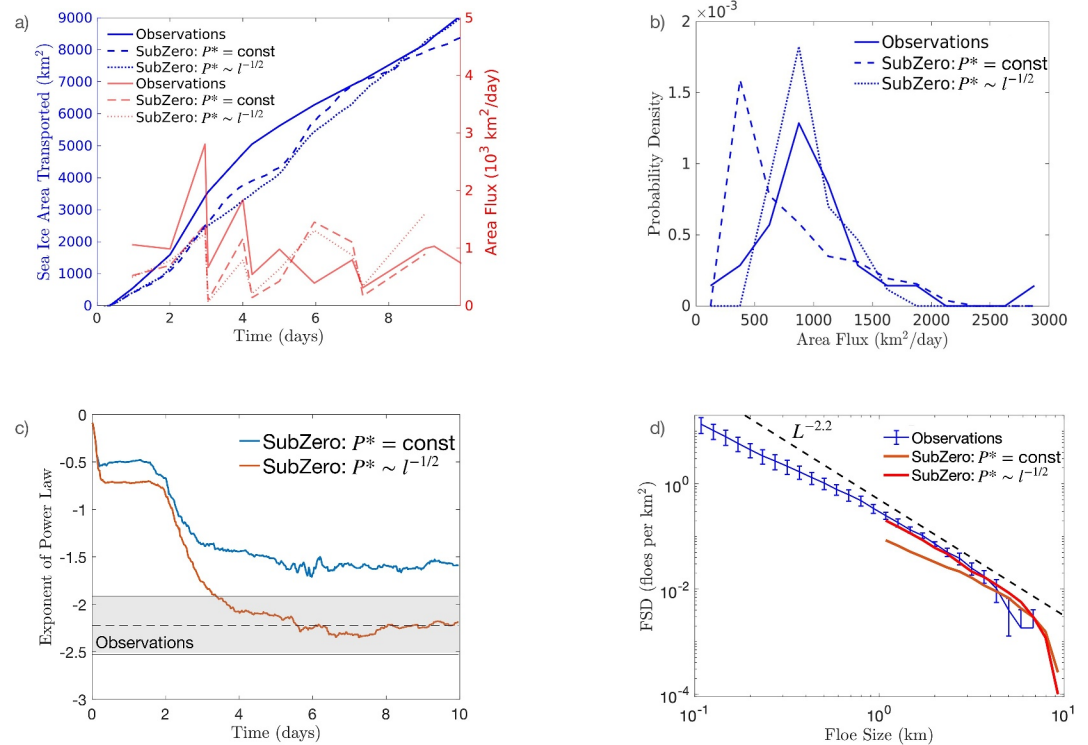 a)
9000
8000
7000
6000
5000
4000
3000
2000
1000
0
Sea Ice Area Transported (km²)
Observations
SubZero: P* = const
SubZero: P* ~ l^-1/2
Observations
SubZero: P* = const
SubZero: P* ~ l^-1/2
5
4
3
2
1
0
Area Flux (10³ km²/day)
0 2 4 6 8
Time (days)
b)
×10⁻³
2
1.5
1
0.5
0
Probability Density
Observations
SubZero: P* = const
SubZero: P* ~ l^-1/2
0 500 1000 1500 2000 2500 3000
Area Flux (km²/day)
c)
0
-0.5
-1
-1.5
-2
-2.5
-3
Exponent of Power Law
SubZero: P* = const
SubZero: P* ~ l^-1/2
Observations
0 2 4 6 8 10
Time (days)
d)
10⁰
10⁻²
10⁻⁴
FSD (floes per km²)
L^-2.2
Observations
SubZero: P* = const
SubZero: P* ~ l^-1/2
10⁻¹ 10⁰ 10¹
Floe Size (km)